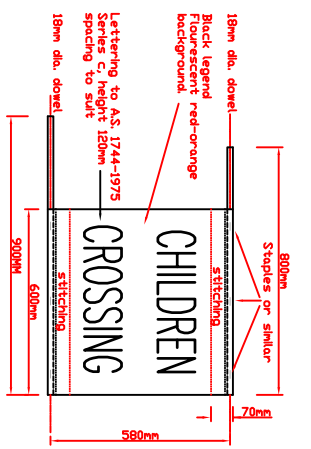 18mm dia. dowel
800mm
Black legend
Flourescent red-orange
background.
Staples or similar
stitching
70mm
CHILDREN
CROSSING
580mm
Lettering to A.S. 1744-1975
Series C, height 120mm
spacing to suit
stitching
18mm dia. dowel
600mm
900MM